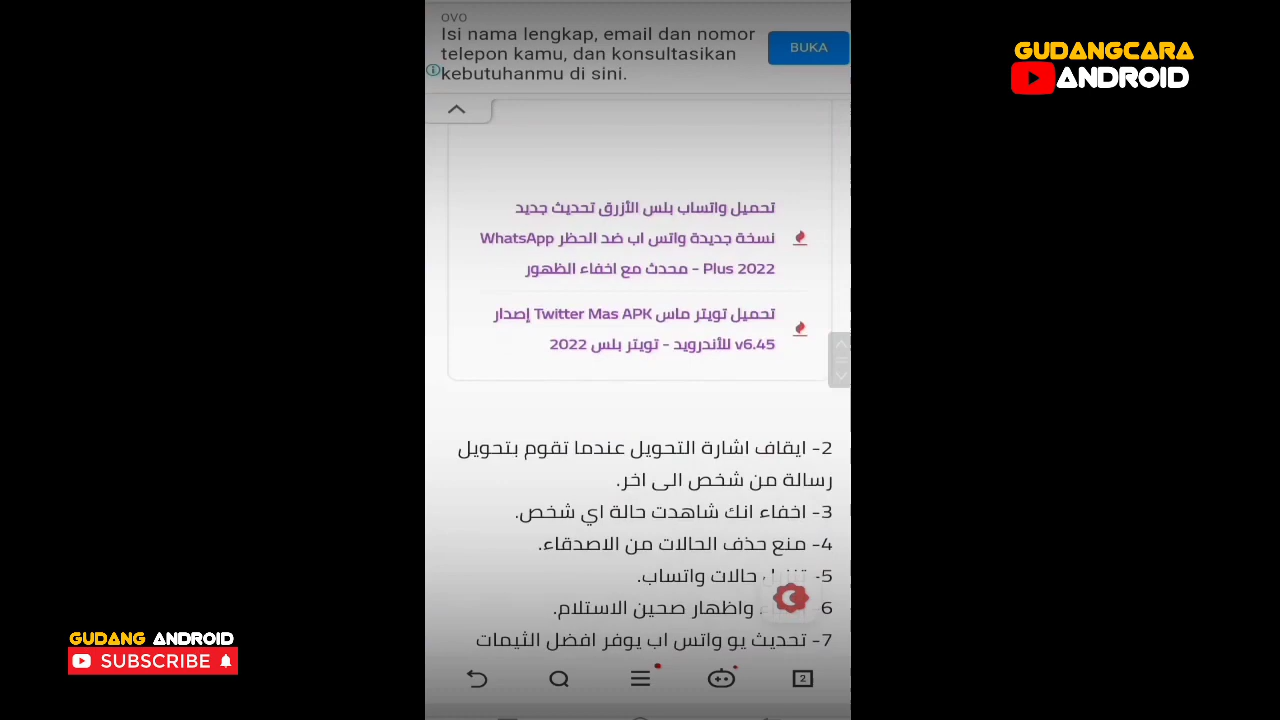 OVO
Isi nama lengkap, email dan nomor
telepon kamu, dan konsultasikan
kebutuhanmu di sini.
BUKA
GUDANGCARA
ANDROID
تحميل واتساب بلس الأزرق تحديث جديد
نسخة جديدة واتس اب ضد الحظر WhatsApp
Plus 2022 - محدث مع اخفاء الظهور
تحميل تويتر ماس Twitter Mas APK إصدار
v6.45 للأندرويد - تويتر بلس 2022
2- ايقاف اشارة التحويل عندما تقوم بتحويل
رسالة من شخص الى اخر.
3- اخفاء انك شاهدت حالة اي شخص.
4- منع حذف الحالات من الاصدقاء.
5- حالات واتساب.
6- واظهار صحين الاستلام.
7- تحديث يو واتس اب يوفر افضل الثيمات
2
GUDANG ANDROID
SUBSCRIBE